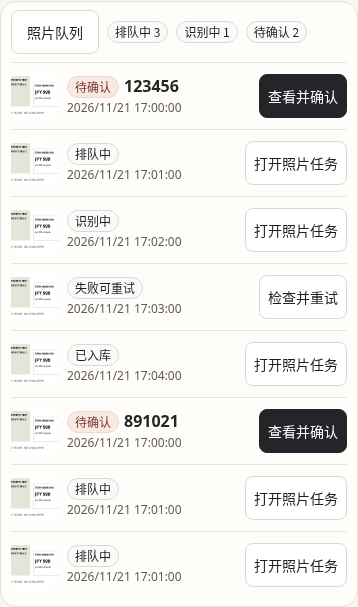 照片队列
排队中 3
识别中 1
待确认 2
待确认 123456
2026/11/21 17:00:00
查看并确认
排队中
2026/11/21 17:01:00
打开照片任务
识别中
2026/11/21 17:02:00
打开照片任务
失败可重试
2026/11/21 17:03:00
检查并重试
已入库
2026/11/21 17:04:00
打开照片任务
待确认 891021
2026/11/21 17:00:00
查看并确认
排队中
2026/11/21 17:01:00
打开照片任务
排队中
2026/11/21 17:01:00
打开照片任务